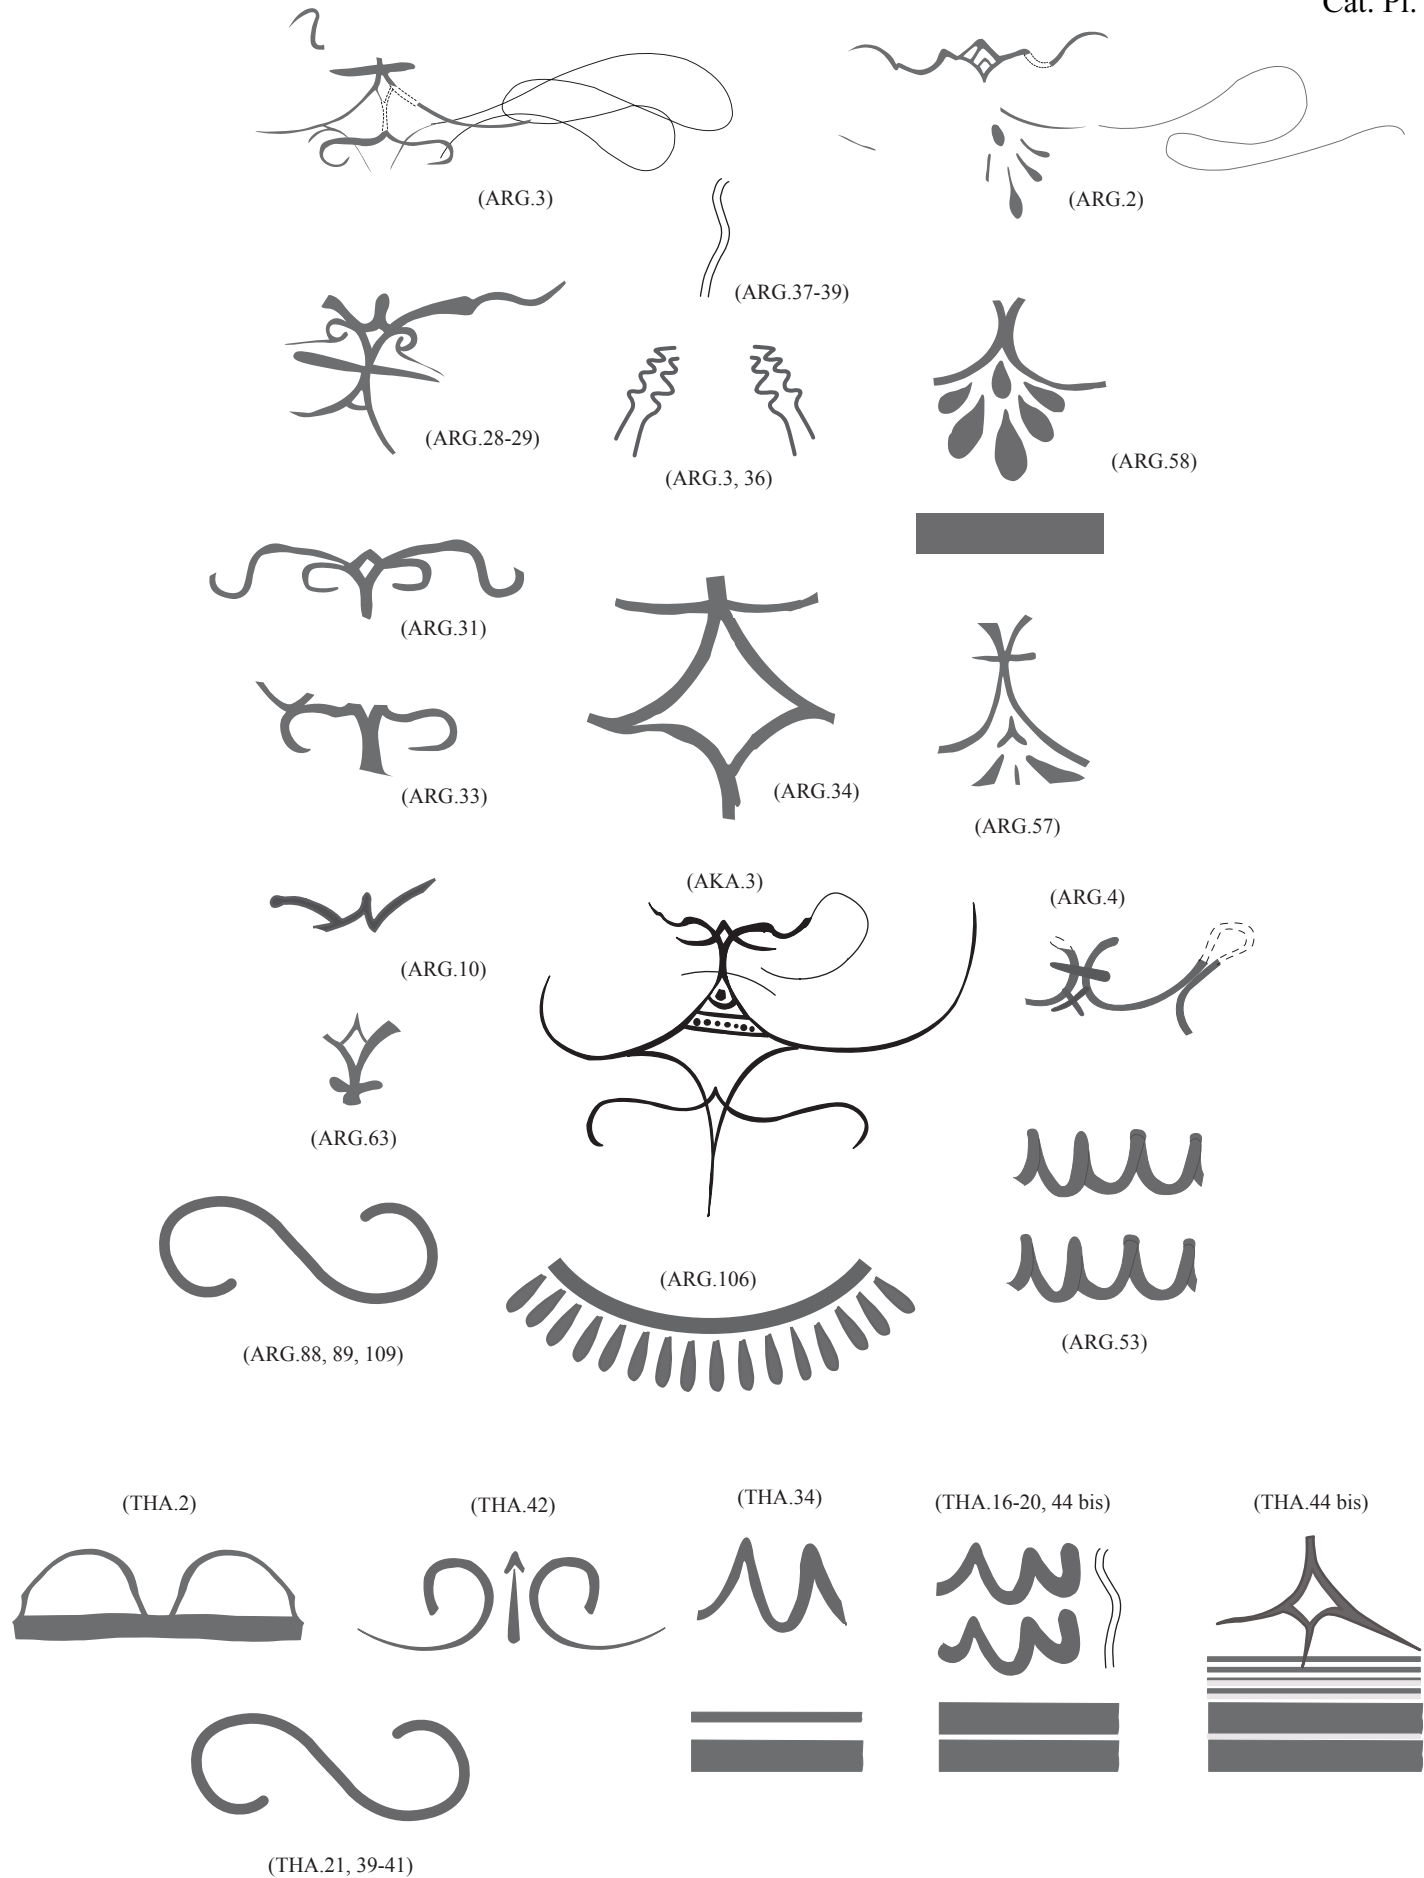 Cat. Pl.
(ARG.3)
(ARG.2)
(ARG.37-39)
(ARG.28-29)
(ARG.3, 36)
(ARG.58)
(ARG.31)
(ARG.33)
(ARG.34)
(ARG.57)
(AKA.3)
(ARG.4)
(ARG.10)
(ARG.63)
(ARG.106)
(ARG.53)
(ARG.88, 89, 109)
(THA.2)
(THA.42)
(THA.34)
(THA.16-20, 44 bis)
(THA.44 bis)
(THA.21, 39-41)